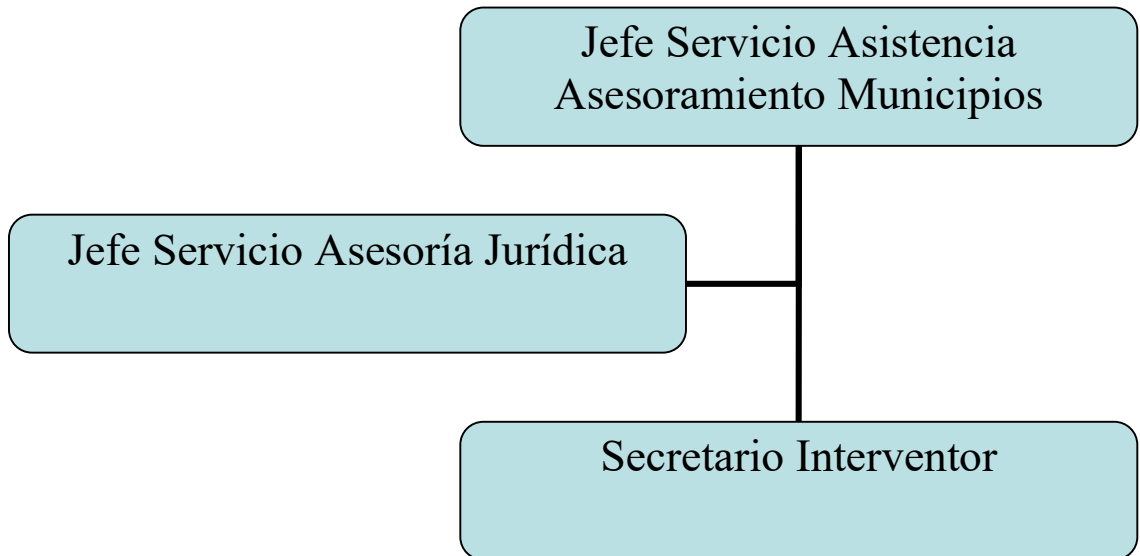 Jefe Servicio Asistencia
Asesoramiento Municipios
Jefe Servicio Asesoría Jurídica
Secretario Interventor